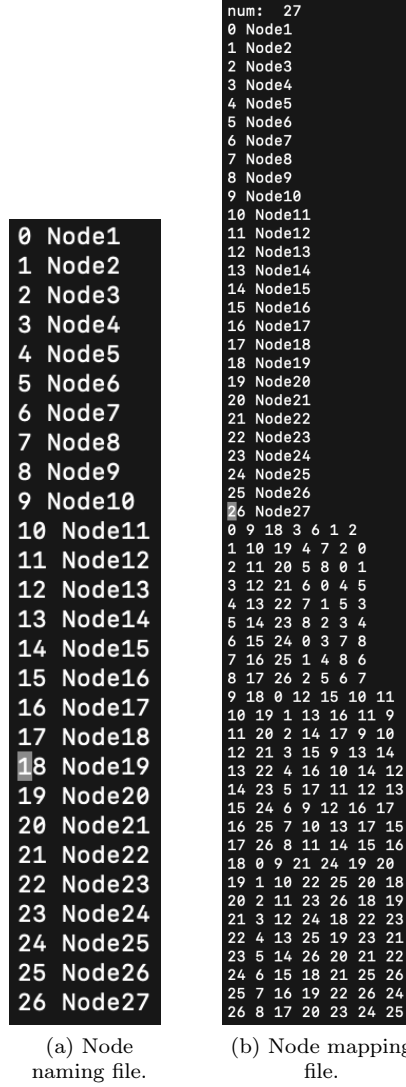 0 Node1
1 Node2
2 Node3
3 Node4
4 Node5
5 Node6
6 Node7
7 Node8
8 Node9
9 Node10
10 Node11
11 Node12
12 Node13
13 Node14
14 Node15
15 Node16
16 Node17
17 Node18
18 Node19
19 Node20
20 Node21
21 Node22
22 Node23
23 Node24
24 Node25
25 Node26
26 Node27
(a) Node
naming file.
num:  27
0 Node1
1 Node2
2 Node3
3 Node4
4 Node5
5 Node6
6 Node7
7 Node8
8 Node9
9 Node10
10 Node11
11 Node12
12 Node13
13 Node14
14 Node15
15 Node16
16 Node17
17 Node18
18 Node19
19 Node20
20 Node21
21 Node22
22 Node23
23 Node24
24 Node25
25 Node26
26 Node27
0 9 18 3 6 1 2
1 10 19 4 7 2 0
2 11 20 5 8 0 1
3 12 21 6 0 4 5
4 13 22 7 1 5 3
5 14 23 8 2 3 4
6 15 24 0 3 7 8
7 16 25 1 4 8 6
8 17 26 2 5 6 7
9 18 0 12 15 10 11
10 19 1 13 16 11 9
11 20 2 14 17 9 10
12 21 3 15 9 13 14
13 22 4 16 10 14 12
14 23 5 17 11 12 13
15 24 6 9 12 16 17
16 25 7 10 13 17 15
17 26 8 11 14 15 16
18 0 9 21 24 19 20
19 1 10 22 25 20 18
20 2 11 23 26 18 19
21 3 12 24 18 22 23
22 4 13 25 19 23 21
23 5 14 26 20 21 22
24 6 15 18 21 25 26
25 7 16 19 22 26 24
26 8 17 20 23 24 25
(b) Node mapping
file.